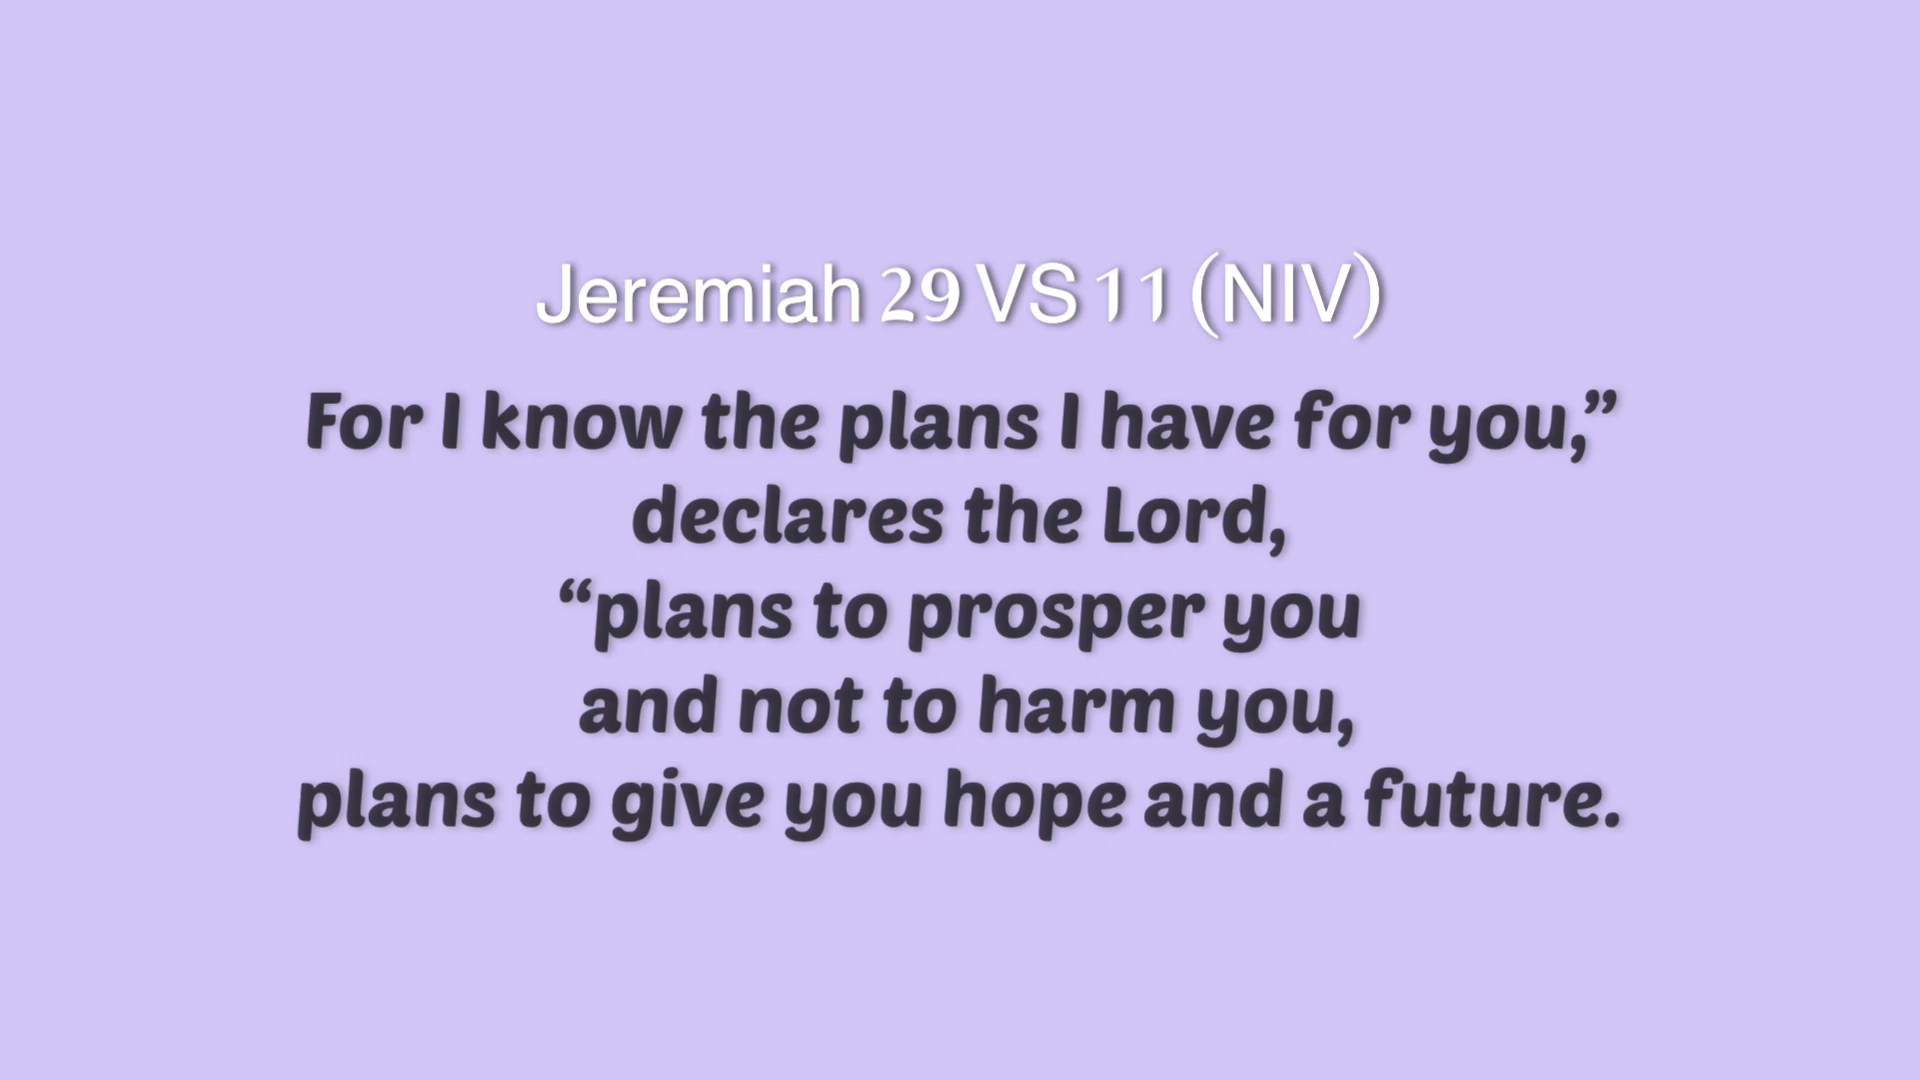 Jeremiah 29 VS 11 (NIV)
For I know the plans I have for you,”
declares the Lord,
“plans to prosper you
and not to harm you,
plans to give you hope and a future.